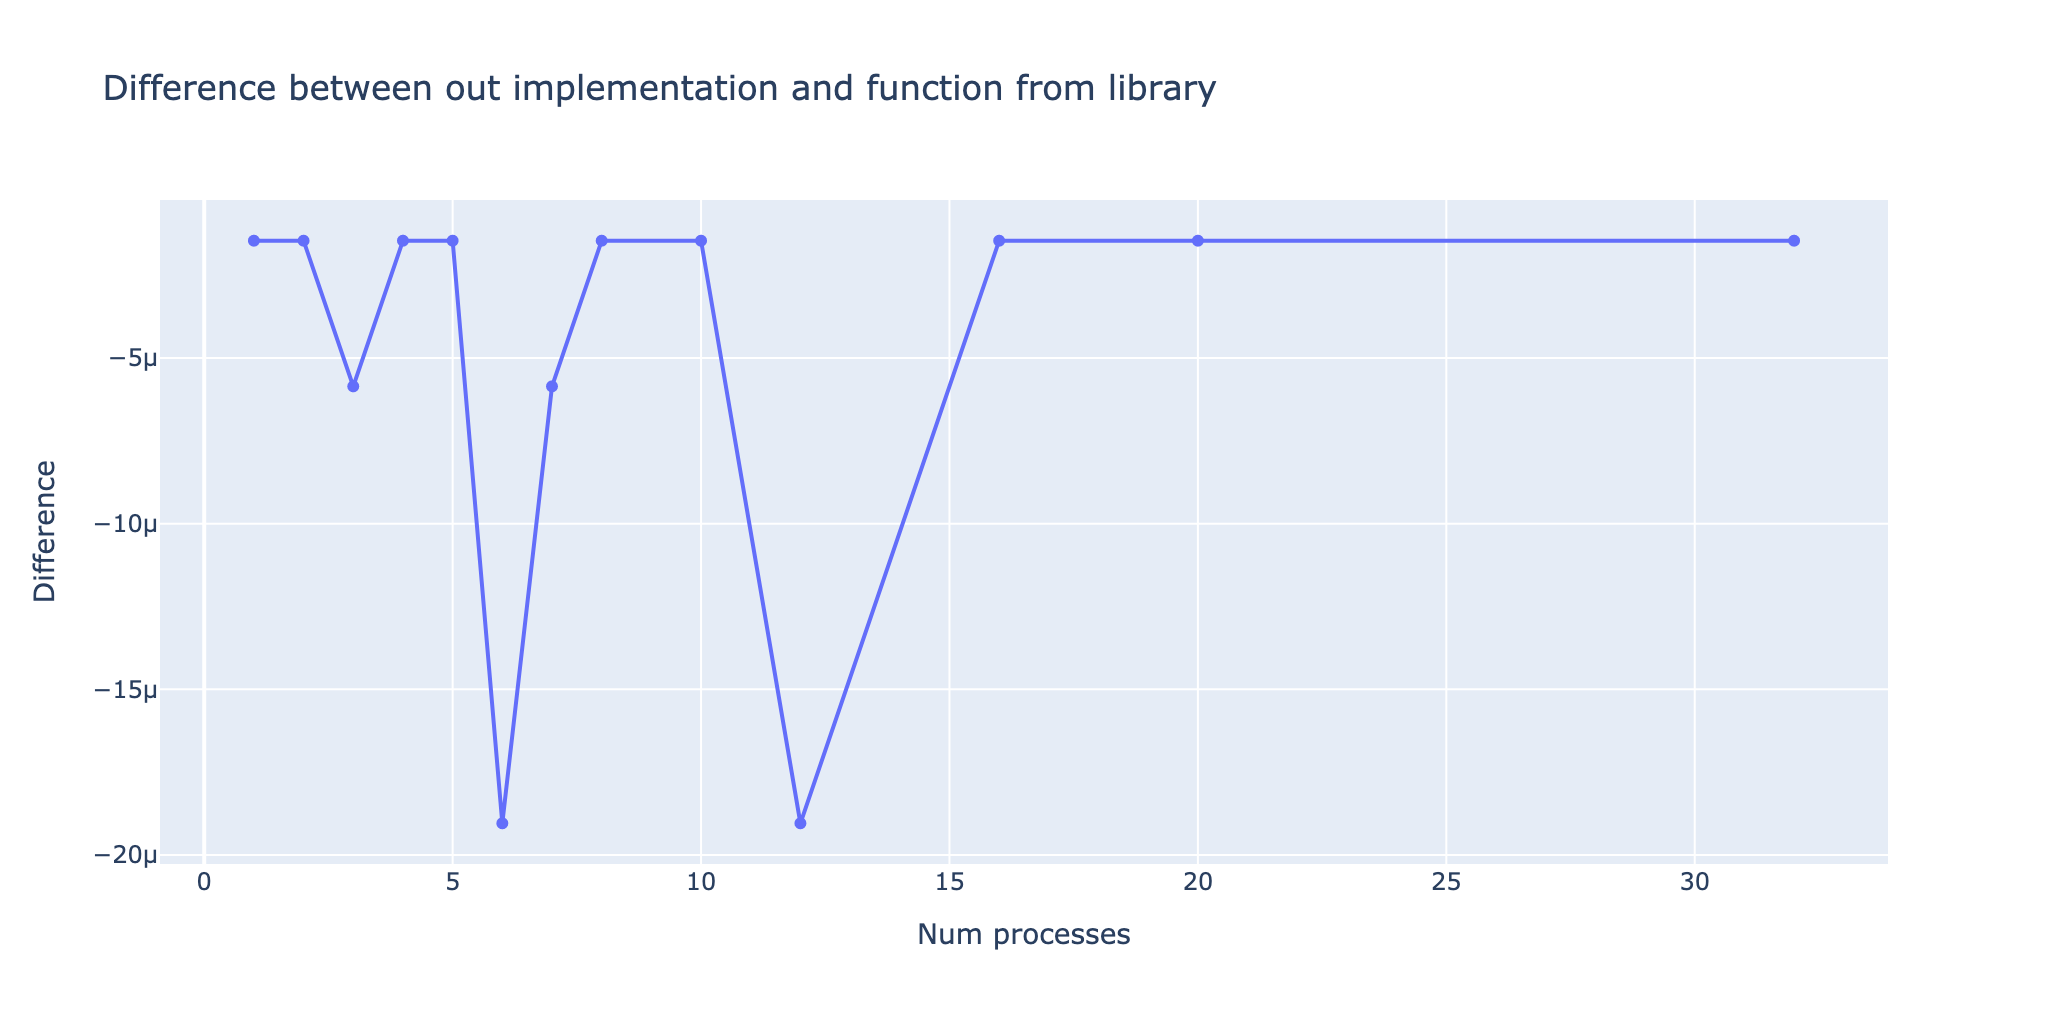 Difference between out implementation and function from library
Difference
−5μ
−10μ
−15μ
−20μ
0 5 10 15 20 25 30
Num processes